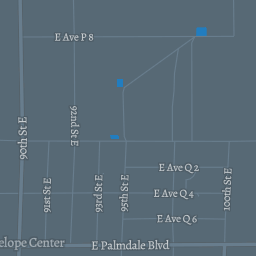 E Ave P 8
90th St E
92nd St E
E Ave Q 2
91st St E
93rd St E
95th St E
E Ave Q 4
100th St E
E Ave Q 6
elope Center
E Palmdale Blvd